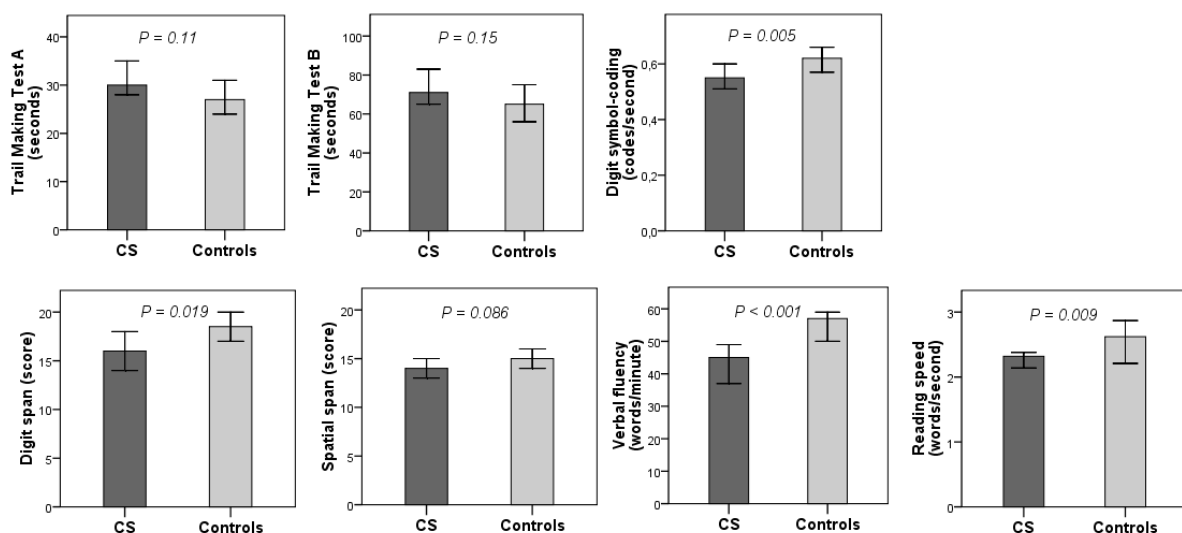 Trail Making Test A
(seconds)
40
30
20
10
0
P = 0.11
CS
Controls
Trail Making Test B
(seconds)
100
80
60
40
20
0
P = 0.15
CS
Controls
Digit symbol-coding
(codes/second)
0,6
0,4
0,2
0,0
P = 0.005
CS
Controls
Digit span (score)
20
15
10
5
0
P = 0.019
CS
Controls
Spatial span (score)
20
15
10
5
0
P = 0.086
CS
Controls
Verbal fluency
(words/minute)
60
50
40
30
20
10
0
P < 0.001
CS
Controls
Reading speed
(words/second)
3
2
1
0
P = 0.009
CS
Controls